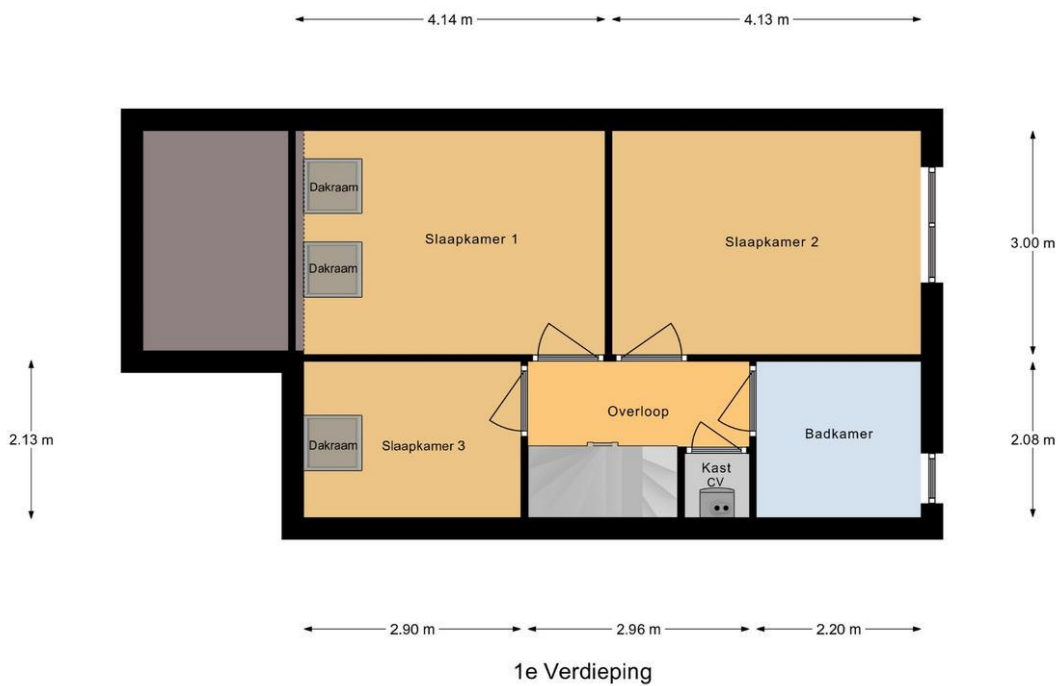 4.14 m
4.13 m
Dakraam
Slaapkamer 1
Slaapkamer 2
Dakraam
3.00 m
2.13 m
Dakraam
Slaapkamer 3
Overloop
Kast
CV
Badkamer
2.08 m
2.90 m
2.96 m
2.20 m
1e Verdieping